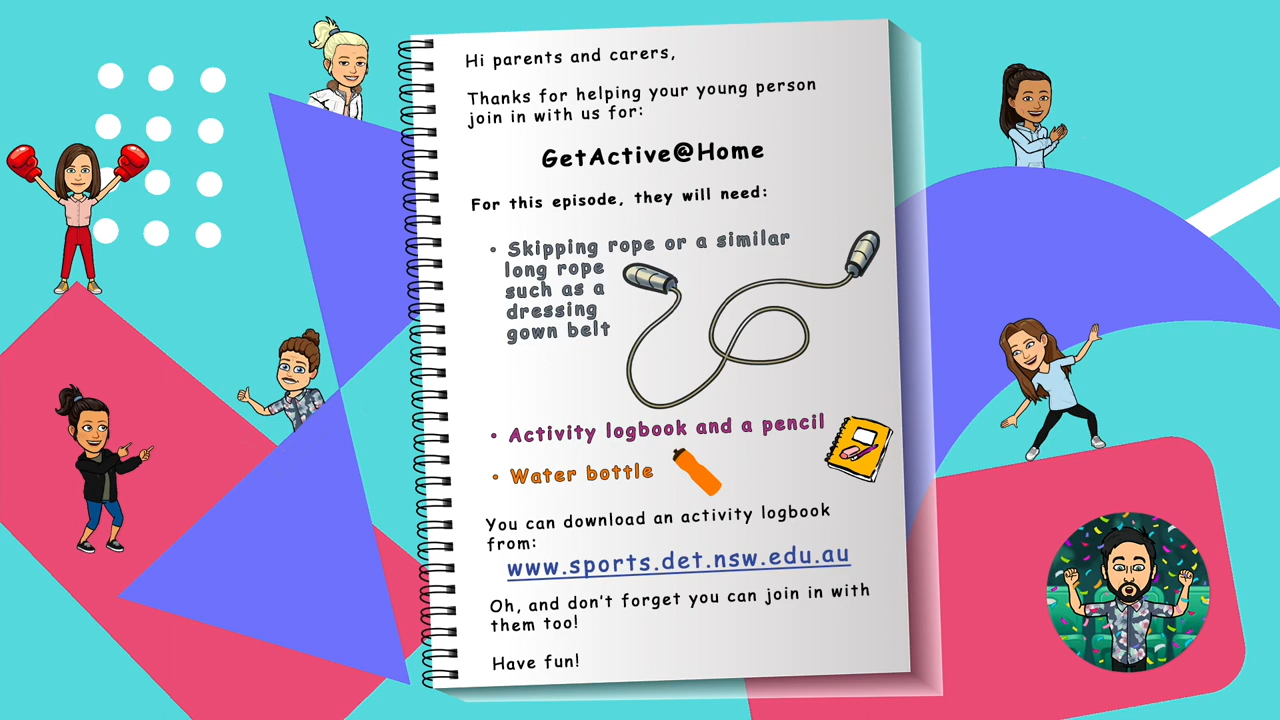 Hi parents and carers,
Thanks for helping your young person
join in with us for:
GetActive@Home
For this episode, they will need:
• Skipping rope or a similar
long rope
such as a
dressing
gown belt
• Activity logbook and a pencil
• Water bottle
You can download an activity logbook
from:
www.sports.det.nsw.edu.au
Oh, and don't forget you can join in with
them too!
Have fun!